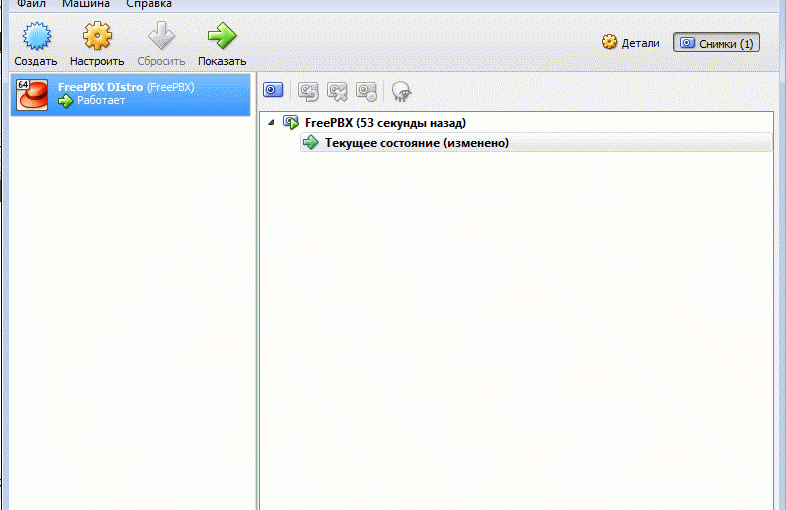 Файл Машина Справка
Создать Настроить Сбросить Показать Детали Снимки (1)
64 FreePBX DIstro (FreePBX)
Работает
FreePBX (53 секунды назад)
Текущее состояние (изменено)